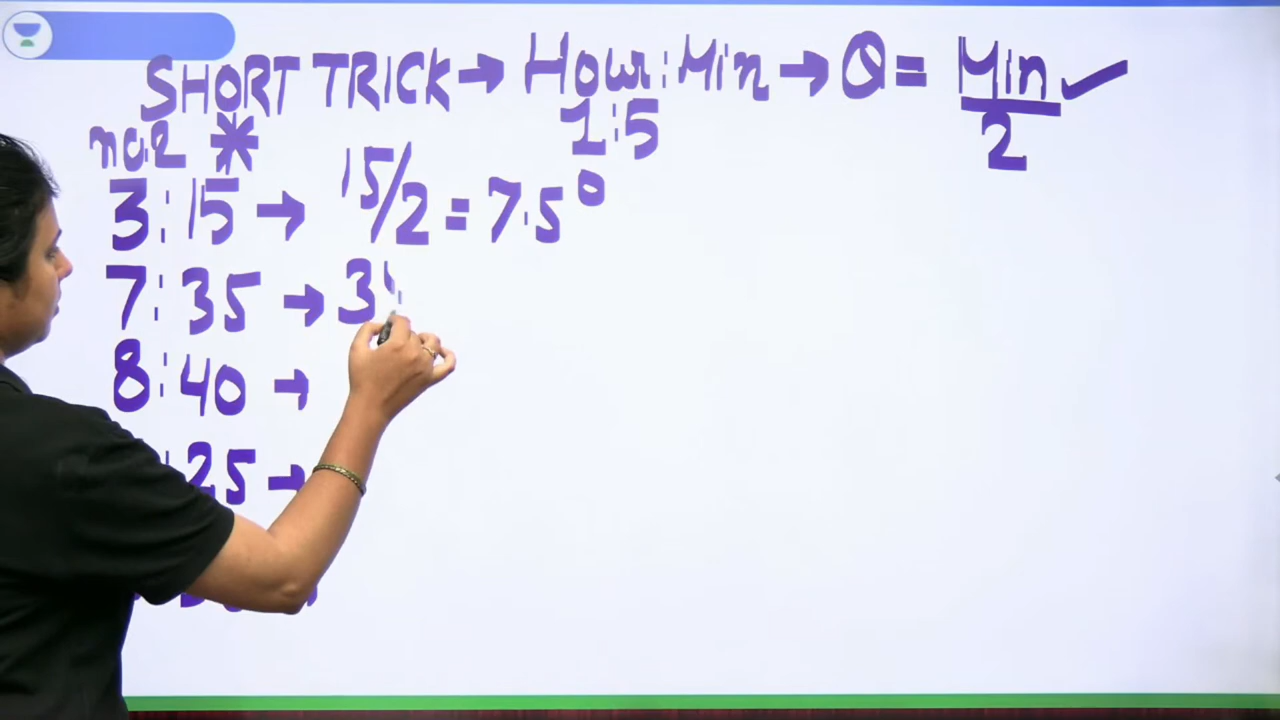 SHORT TRICK → Hour : Min → θ = Min/2 ✓
1:5
no.2 *
3 : 15 → 15/2 = 7.5°
7 : 35 → 3
8 : 40 →
: 25 →